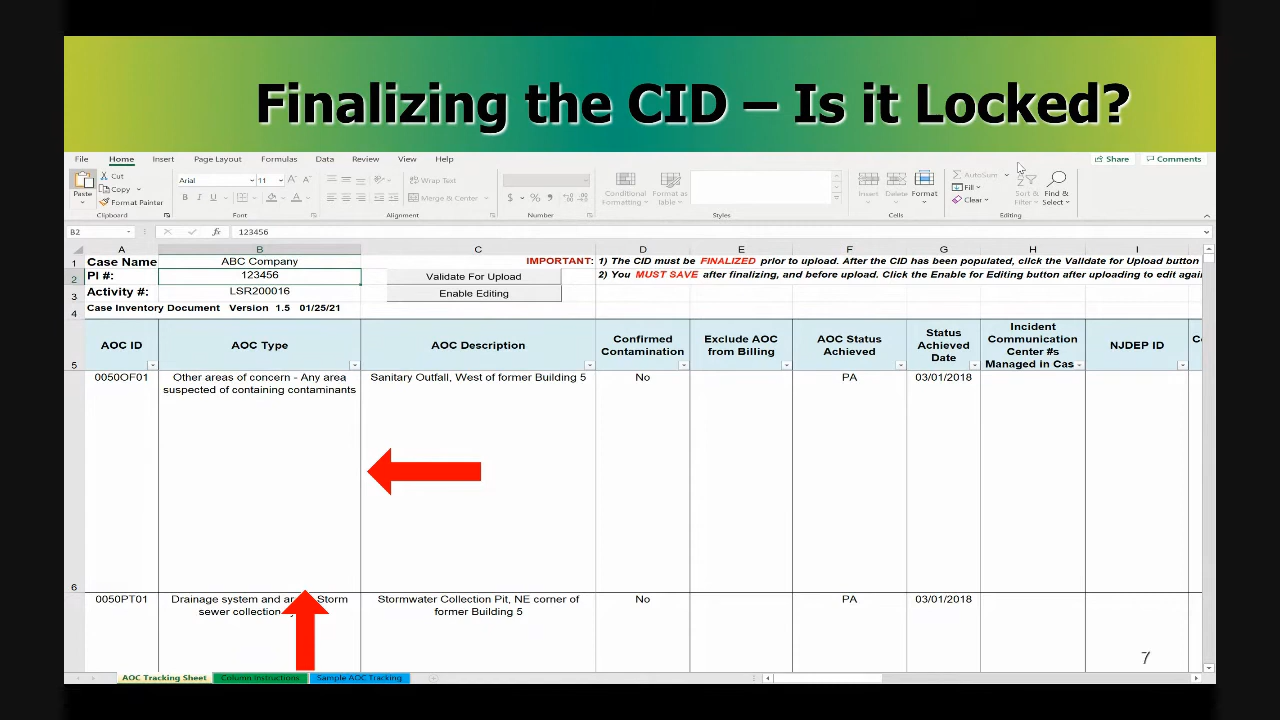 Finalizing the CID – Is it Locked?
File Home Insert Page Layout Formulas Data Review View Help Share Comments
Cut
Copy
Paste
Format Painter
Clipboard
Arial 11
Font
Wrap Text
Merge & Center
Alignment
Number
Conditional Formatting
Format as Table
Styles
Insert Delete Format
Cells
AutoSum
Fill
Clear
Sort & Filter
Find & Select
Editing
B2 fx 123456
A B C D E F G H I
1 Case Name ABC Company IMPORTANT: 1) The CID must be FINALIZED prior to upload. After the CID has been populated, click the Validate for Upload button
2 PI #: 123456 Validate For Upload 2) You MUST SAVE after finalizing, and before upload. Click the Enable for Editing button after uploading to edit agai
3 Activity #: LSR200016 Enable Editing
4 Case Inventory Document Version 1.5 01/25/21
5 AOC ID
AOC Type
AOC Description
Confirmed Contamination
Exclude AOC from Billing
AOC Status Achieved
Status Achieved Date
Incident Communication Center #s Managed in Cas
NJDEP ID
6 0050OF01
Other areas of concern - Any area
suspected of containing contaminants
Sanitary Outfall, West of former Building 5
No
PA
03/01/2018
0050PT01
Drainage system and Storm
sewer collection
Stormwater Collection Pit, NE corner of
former Building 5
No
PA
03/01/2018
7
AOC Tracking Sheet Column Instructions Sample AOC Tracking